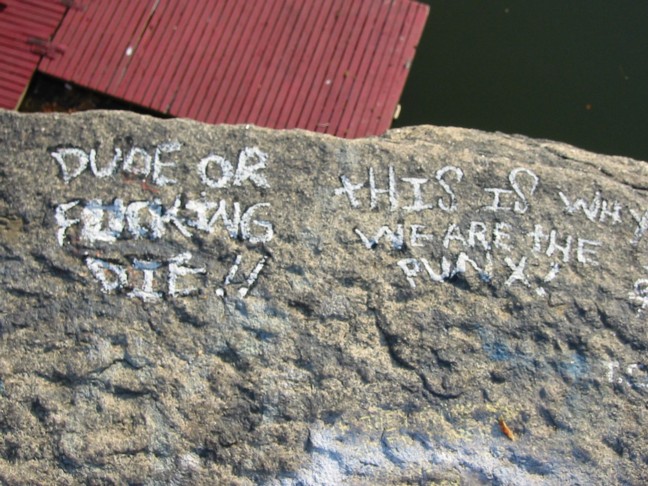 DUDE OR
FUCKING
DIE!!
tHIS IS WHY
WE ARE tHE
PUNX!